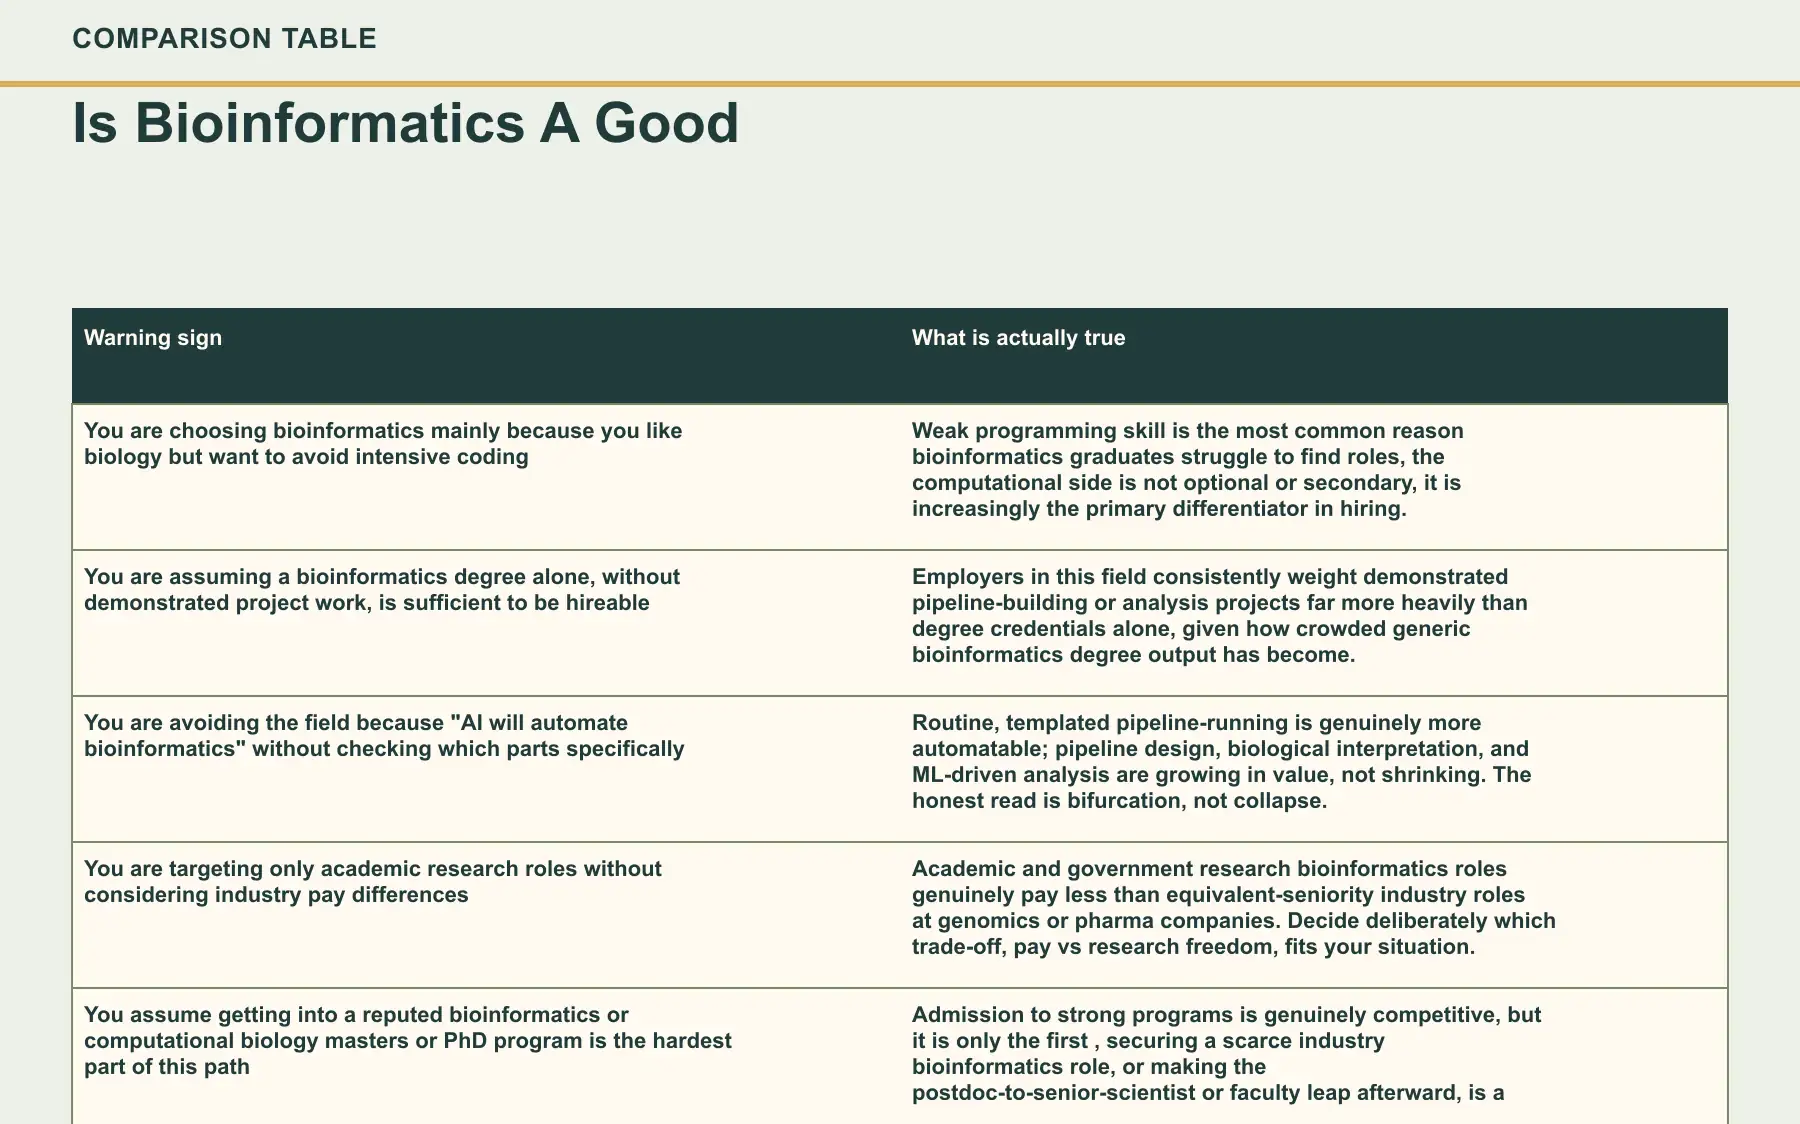 COMPARISON TABLE
Is Bioinformatics A Good
Warning sign
What is actually true
You are choosing bioinformatics mainly because you like
biology but want to avoid intensive coding
Weak programming skill is the most common reason
bioinformatics graduates struggle to find roles, the
computational side is not optional or secondary, it is
increasingly the primary differentiator in hiring.
You are assuming a bioinformatics degree alone, without
demonstrated project work, is sufficient to be hireable
Employers in this field consistently weight demonstrated
pipeline-building or analysis projects far more heavily than
degree credentials alone, given how crowded generic
bioinformatics degree output has become.
You are avoiding the field because "AI will automate
bioinformatics" without checking which parts specifically
Routine, templated pipeline-running is genuinely more
automatable; pipeline design, biological interpretation, and
ML-driven analysis are growing in value, not shrinking. The
honest read is bifurcation, not collapse.
You are targeting only academic research roles without
considering industry pay differences
Academic and government research bioinformatics roles
genuinely pay less than equivalent-seniority industry roles
at genomics or pharma companies. Decide deliberately which
trade-off, pay vs research freedom, fits your situation.
You assume getting into a reputed bioinformatics or
computational biology masters or PhD program is the hardest
part of this path
Admission to strong programs is genuinely competitive, but
it is only the first , securing a scarce industry
bioinformatics role, or making the
postdoc-to-senior-scientist or faculty leap afterward, is a